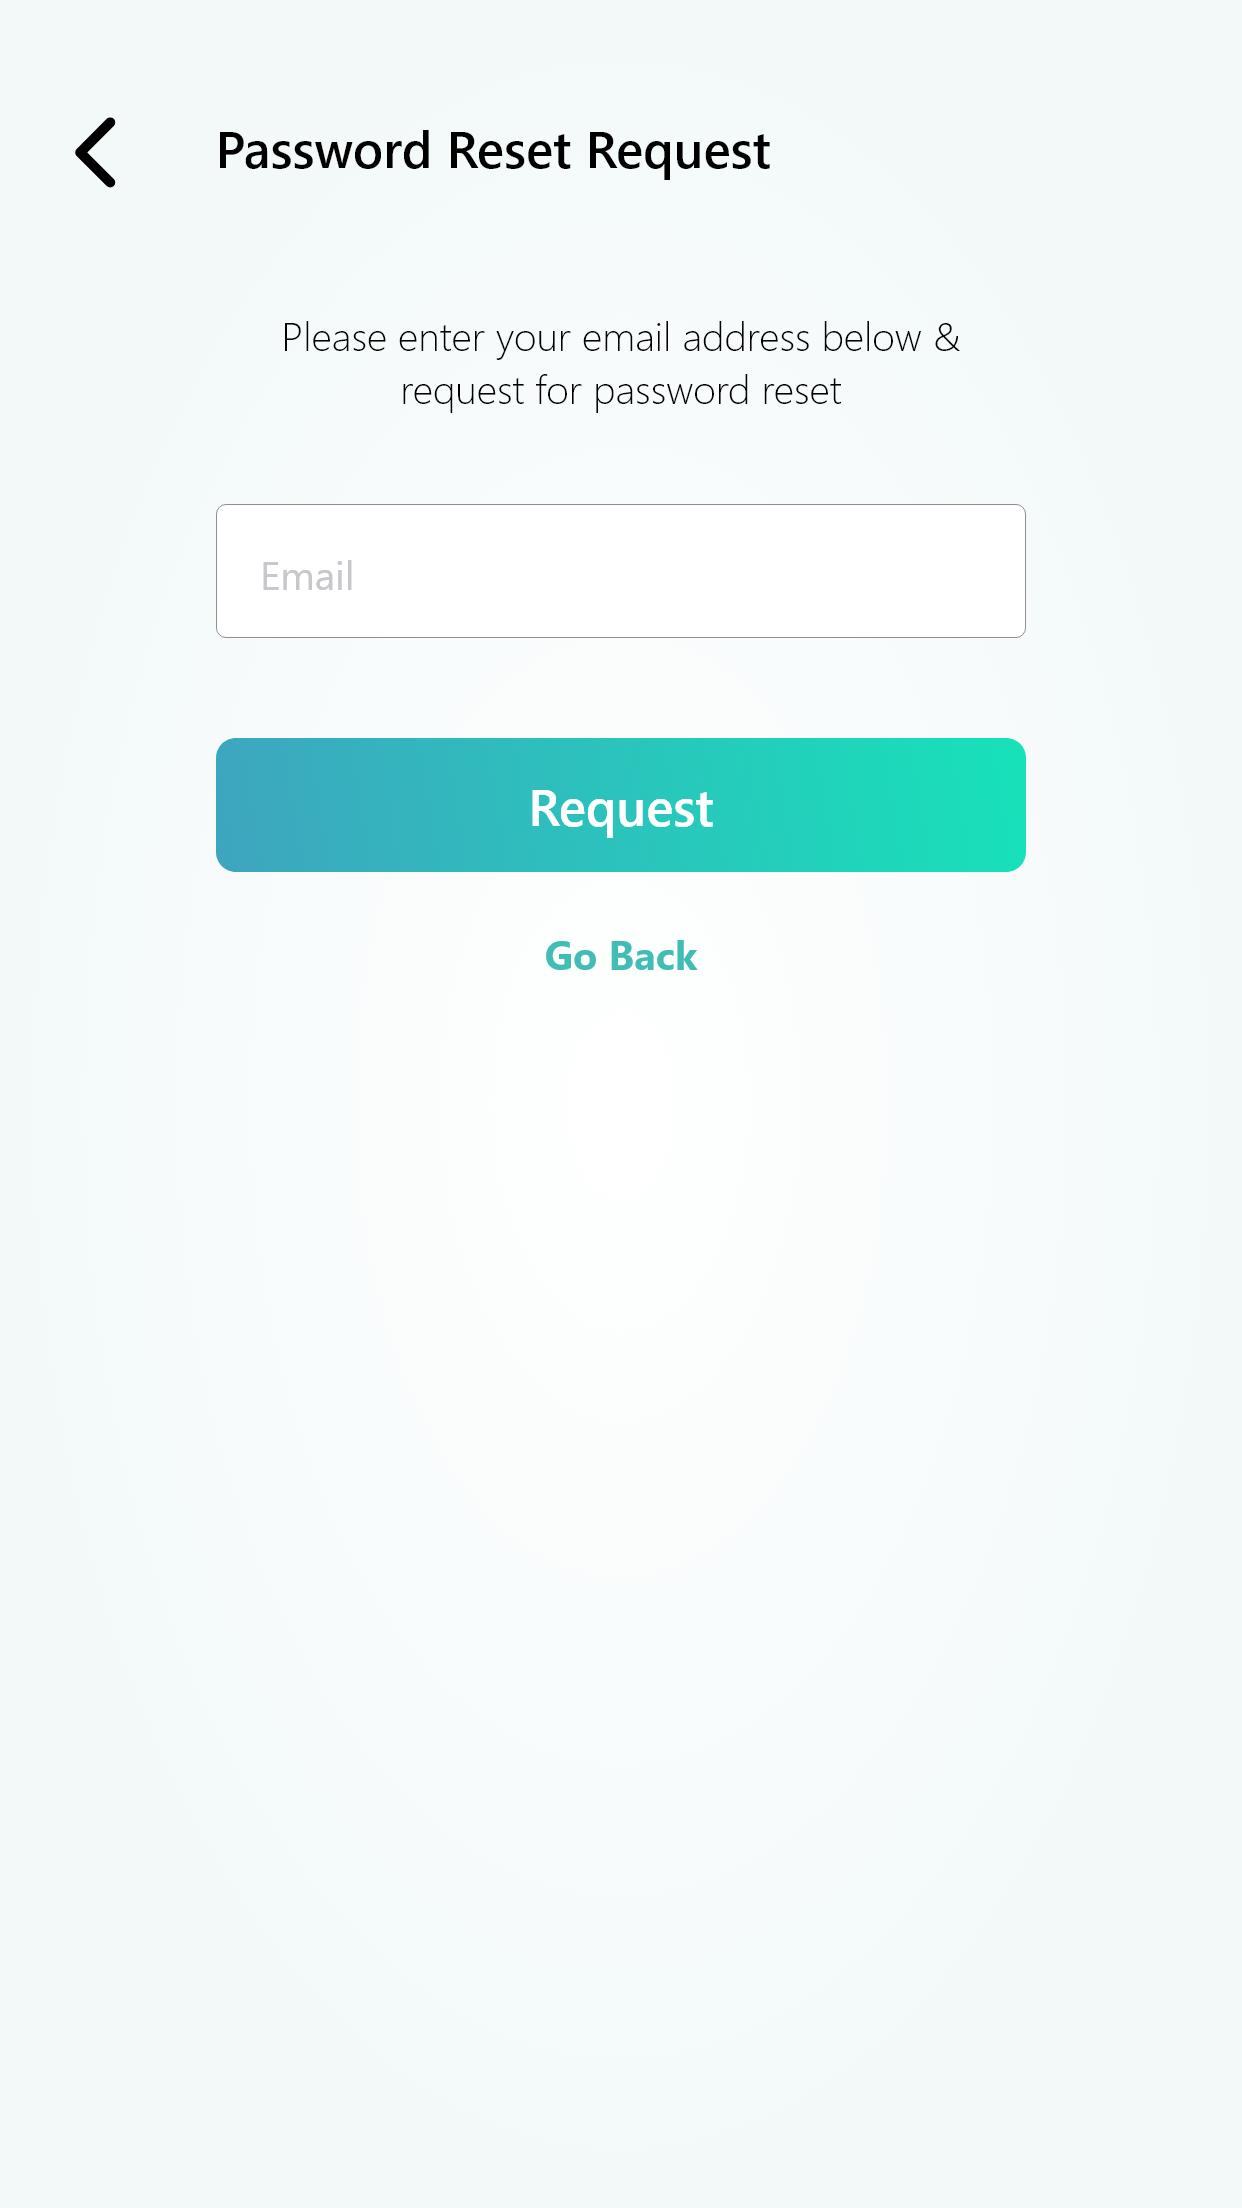 Password Reset Request
Please enter your email address below &
request for password reset
Email
Request
Go Back